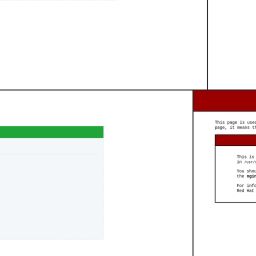 This page is used
page, it means th
This is
in /usr/s
You shou
the nginx
For info
Red Hat